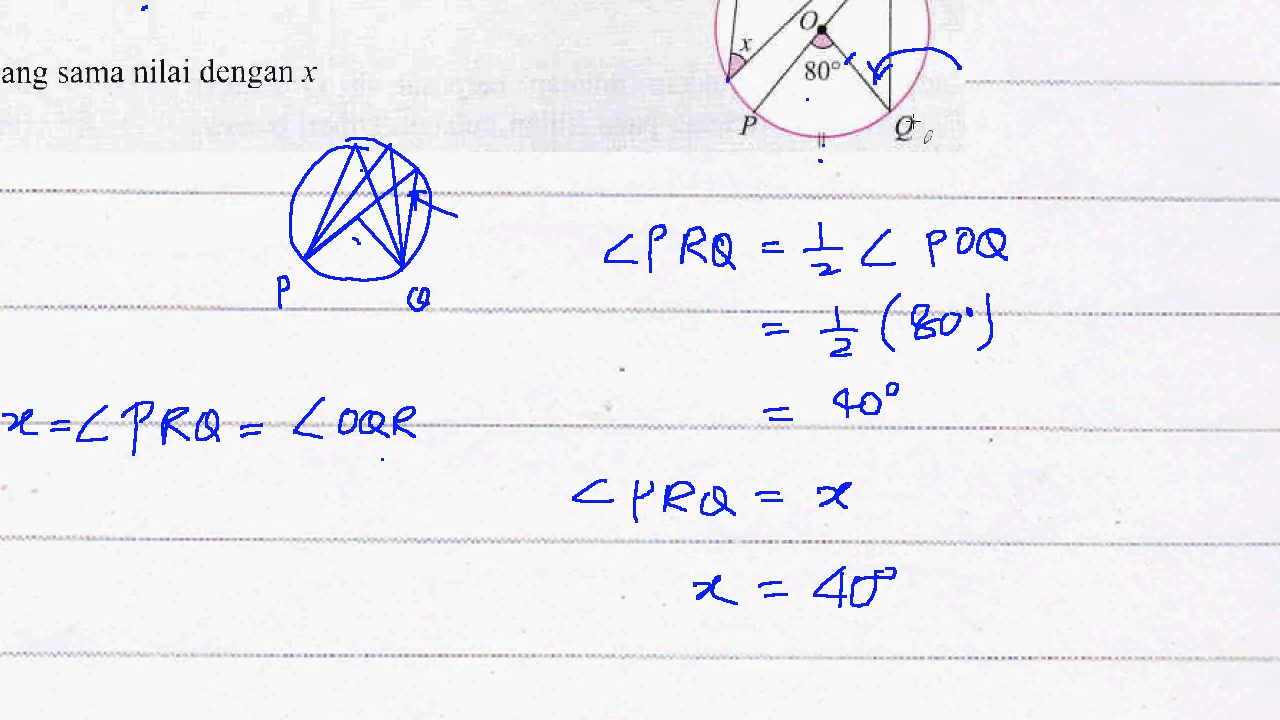 O
x
80°
ang sama nilai dengan x
P
Q
P
Q
∠PRQ = 1/2 ∠ POQ
= 1/2 (80°)
= 40°
x = ∠PRQ = ∠OQR
∠PRQ = x
x = 40°